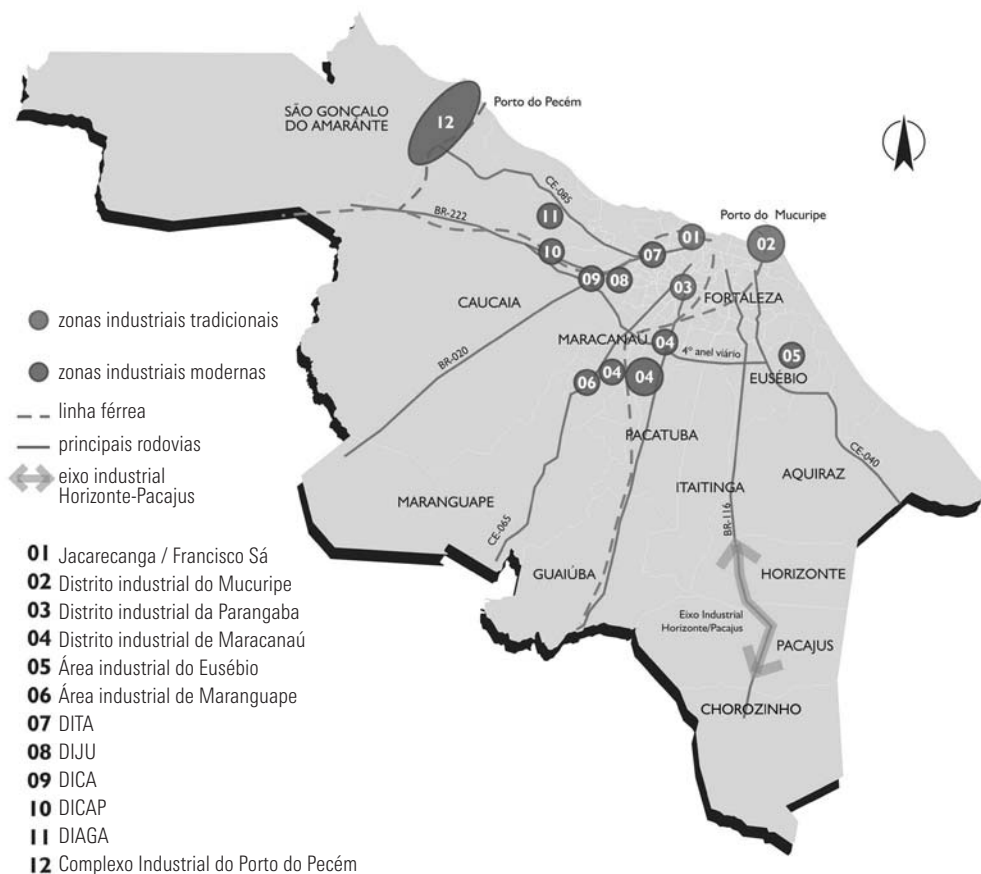 SÃO GONÇALO
DO AMARANTE
12
Porto do Pecém
CE-085
BR-222
11
Porto do Mucuripe
01
02
10
07
09
08
03
FORTALEZA
CAUCAIA
MARACANAÚ
04
4º anel viário
05
EUSÉBIO
BR-020
06
04
04
PACATUBA
CE-040
AQUIRAZ
ITAITINGA
MARANGUAPE
BR-116
CE-065
GUAIÚBA
HORIZONTE
Eixo Industrial
Horizonte/Pacajus
PACAJUS
CHOROZINHO
zonas industriais tradicionais
zonas industriais modernas
linha férrea
principais rodovias
eixo industrial
Horizonte-Pacajus
01 Jacarecanga / Francisco Sá
02 Distrito industrial do Mucuripe
03 Distrito industrial da Parangaba
04 Distrito industrial de Maracanaú
05 Área industrial do Eusébio
06 Área industrial de Maranguape
07 DITA
08 DIJU
09 DICA
10 DICAP
11 DIAGA
12 Complexo Industrial do Porto do Pecém